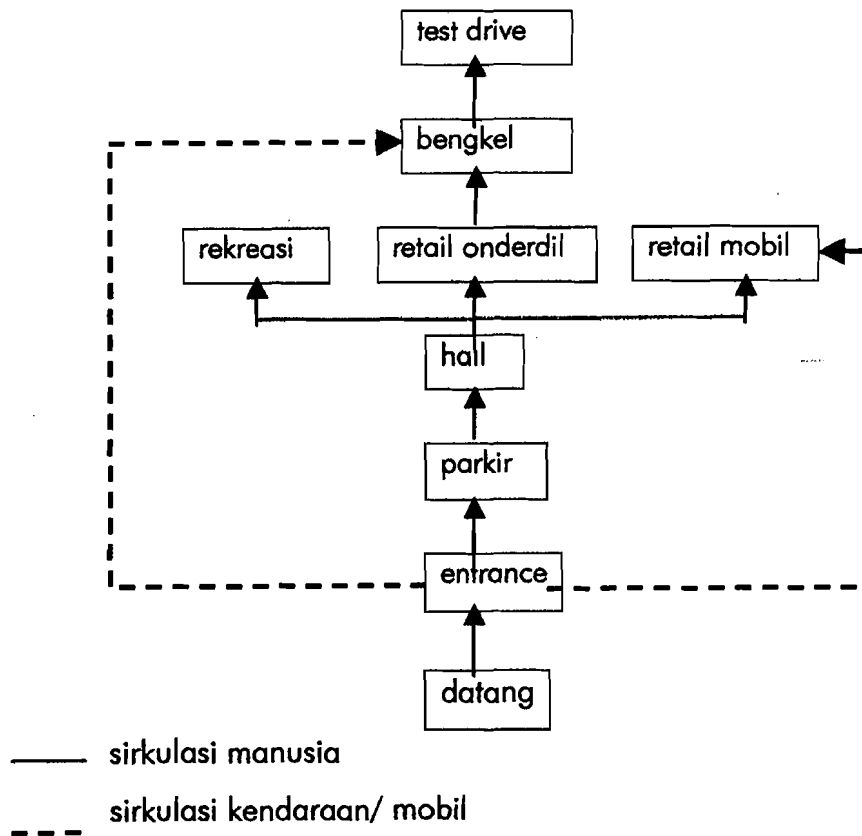 test drive
bengkel
rekreasi
retail onderdil
retail mobil
hall
parkir
entrance
datang
sirkulasi manusia
sirkulasi kendaraan/ mobil